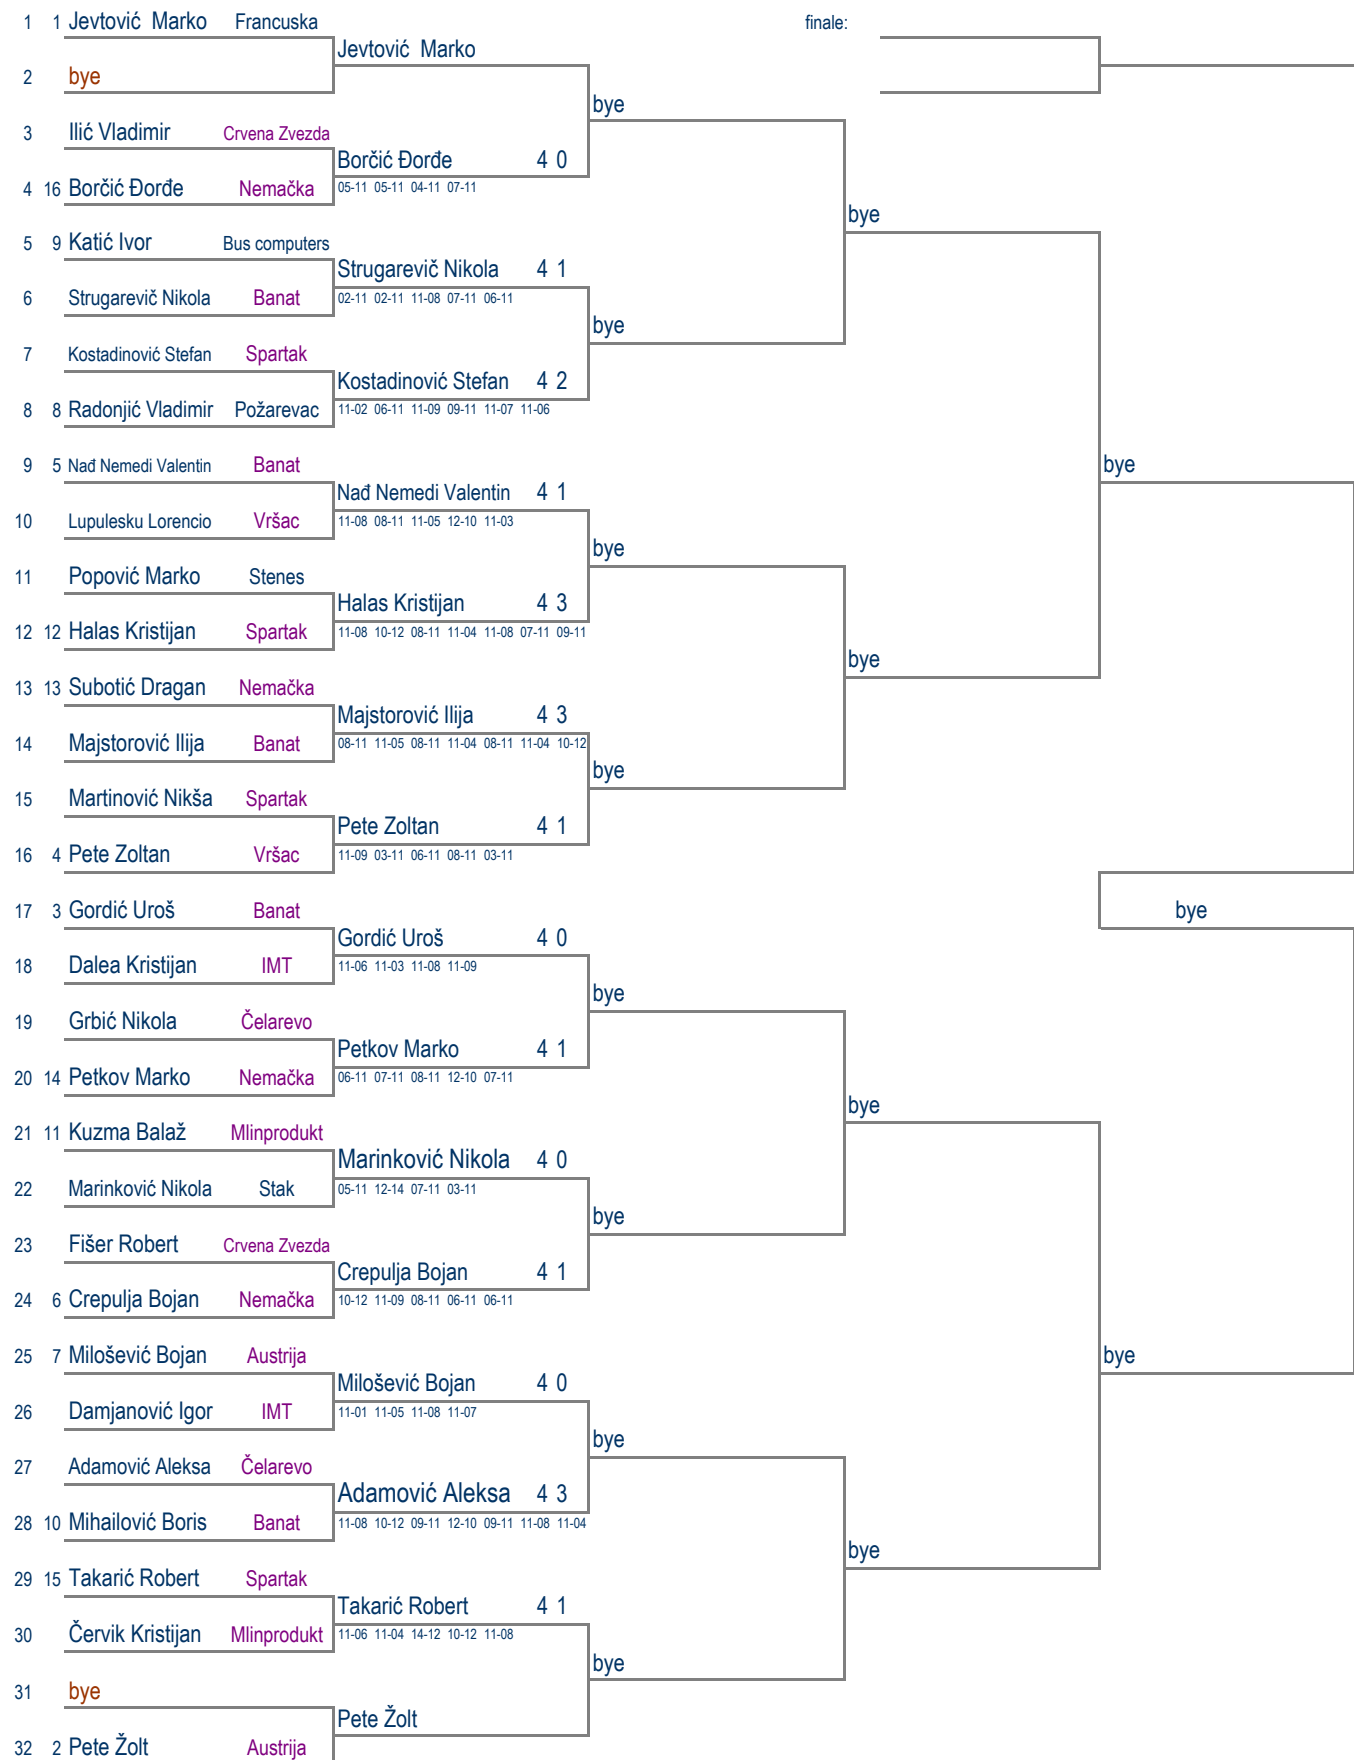 1 1 Jevtović Marko Francuska finale:
Jevtović Marko
2 bye
bye
3 Ilić Vladimir Crvena Zvezda
Borčić Đorđe 4 0
4 16 Borčić Đorđe Nemačka 05-11 05-11 04-11 07-11
bye
5 9 Katić Ivor Bus computers
Strugarevič Nikola 4 1
6 Strugarevič Nikola Banat 02-11 02-11 11-08 07-11 06-11
bye
7 Kostadinović Stefan Spartak
Kostadinović Stefan 4 2
8 8 Radonjić Vladimir Požarevac 11-02 06-11 11-09 09-11 11-07 11-06
9 5 Nađ Nemedi Valentin Banat bye
Nađ Nemedi Valentin 4 1
10 Lupulesku Lorencio Vršac 11-08 08-11 11-05 12-10 11-03
bye
11 Popović Marko Stenes
Halas Kristijan 4 3
12 12 Halas Kristijan Spartak 11-08 10-12 08-11 11-04 11-08 07-11 09-11
bye
13 13 Subotić Dragan Nemačka
Majstorović Ilija 4 3
14 Majstorović Ilija Banat 08-11 11-05 08-11 11-04 08-11 11-04 10-12
bye
15 Martinović Nikša Spartak
Pete Zoltan 4 1
16 4 Pete Zoltan Vršac 11-09 03-11 06-11 08-11 03-11
17 3 Gordić Uroš Banat bye
Gordić Uroš 4 0
18 Dalea Kristijan IMT 11-06 11-03 11-08 11-09
bye
19 Grbić Nikola Čelarevo
Petkov Marko 4 1
20 14 Petkov Marko Nemačka 06-11 07-11 08-11 12-10 07-11
bye
21 11 Kuzma Balaž Mlinprodukt
Marinković Nikola 4 0
22 Marinković Nikola Stak 05-11 12-14 07-11 03-11
bye
23 Fišer Robert Crvena Zvezda
Crepulja Bojan 4 1
24 6 Crepulja Bojan Nemačka 10-12 11-09 08-11 06-11 06-11
25 7 Milošević Bojan Austrija bye
Milošević Bojan 4 0
26 Damjanović Igor IMT 11-01 11-05 11-08 11-07
bye
27 Adamović Aleksa Čelarevo
Adamović Aleksa 4 3
28 10 Mihailović Boris Banat 11-08 10-12 09-11 12-10 09-11 11-08 11-04
bye
29 15 Takarić Robert Spartak
Takarić Robert 4 1
30 Červik Kristijan Mlinprodukt 11-06 11-04 14-12 10-12 11-08
bye
31 bye
Pete Žolt
32 2 Pete Žolt Austrija